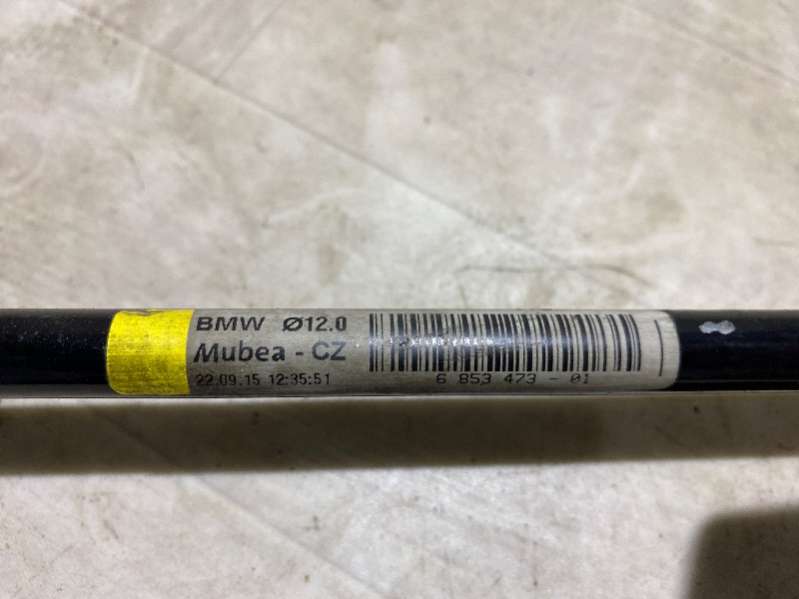 BMW Ø12.0
Mubea - CZ
22.09.15 12:35:51
6 853 473 - 01